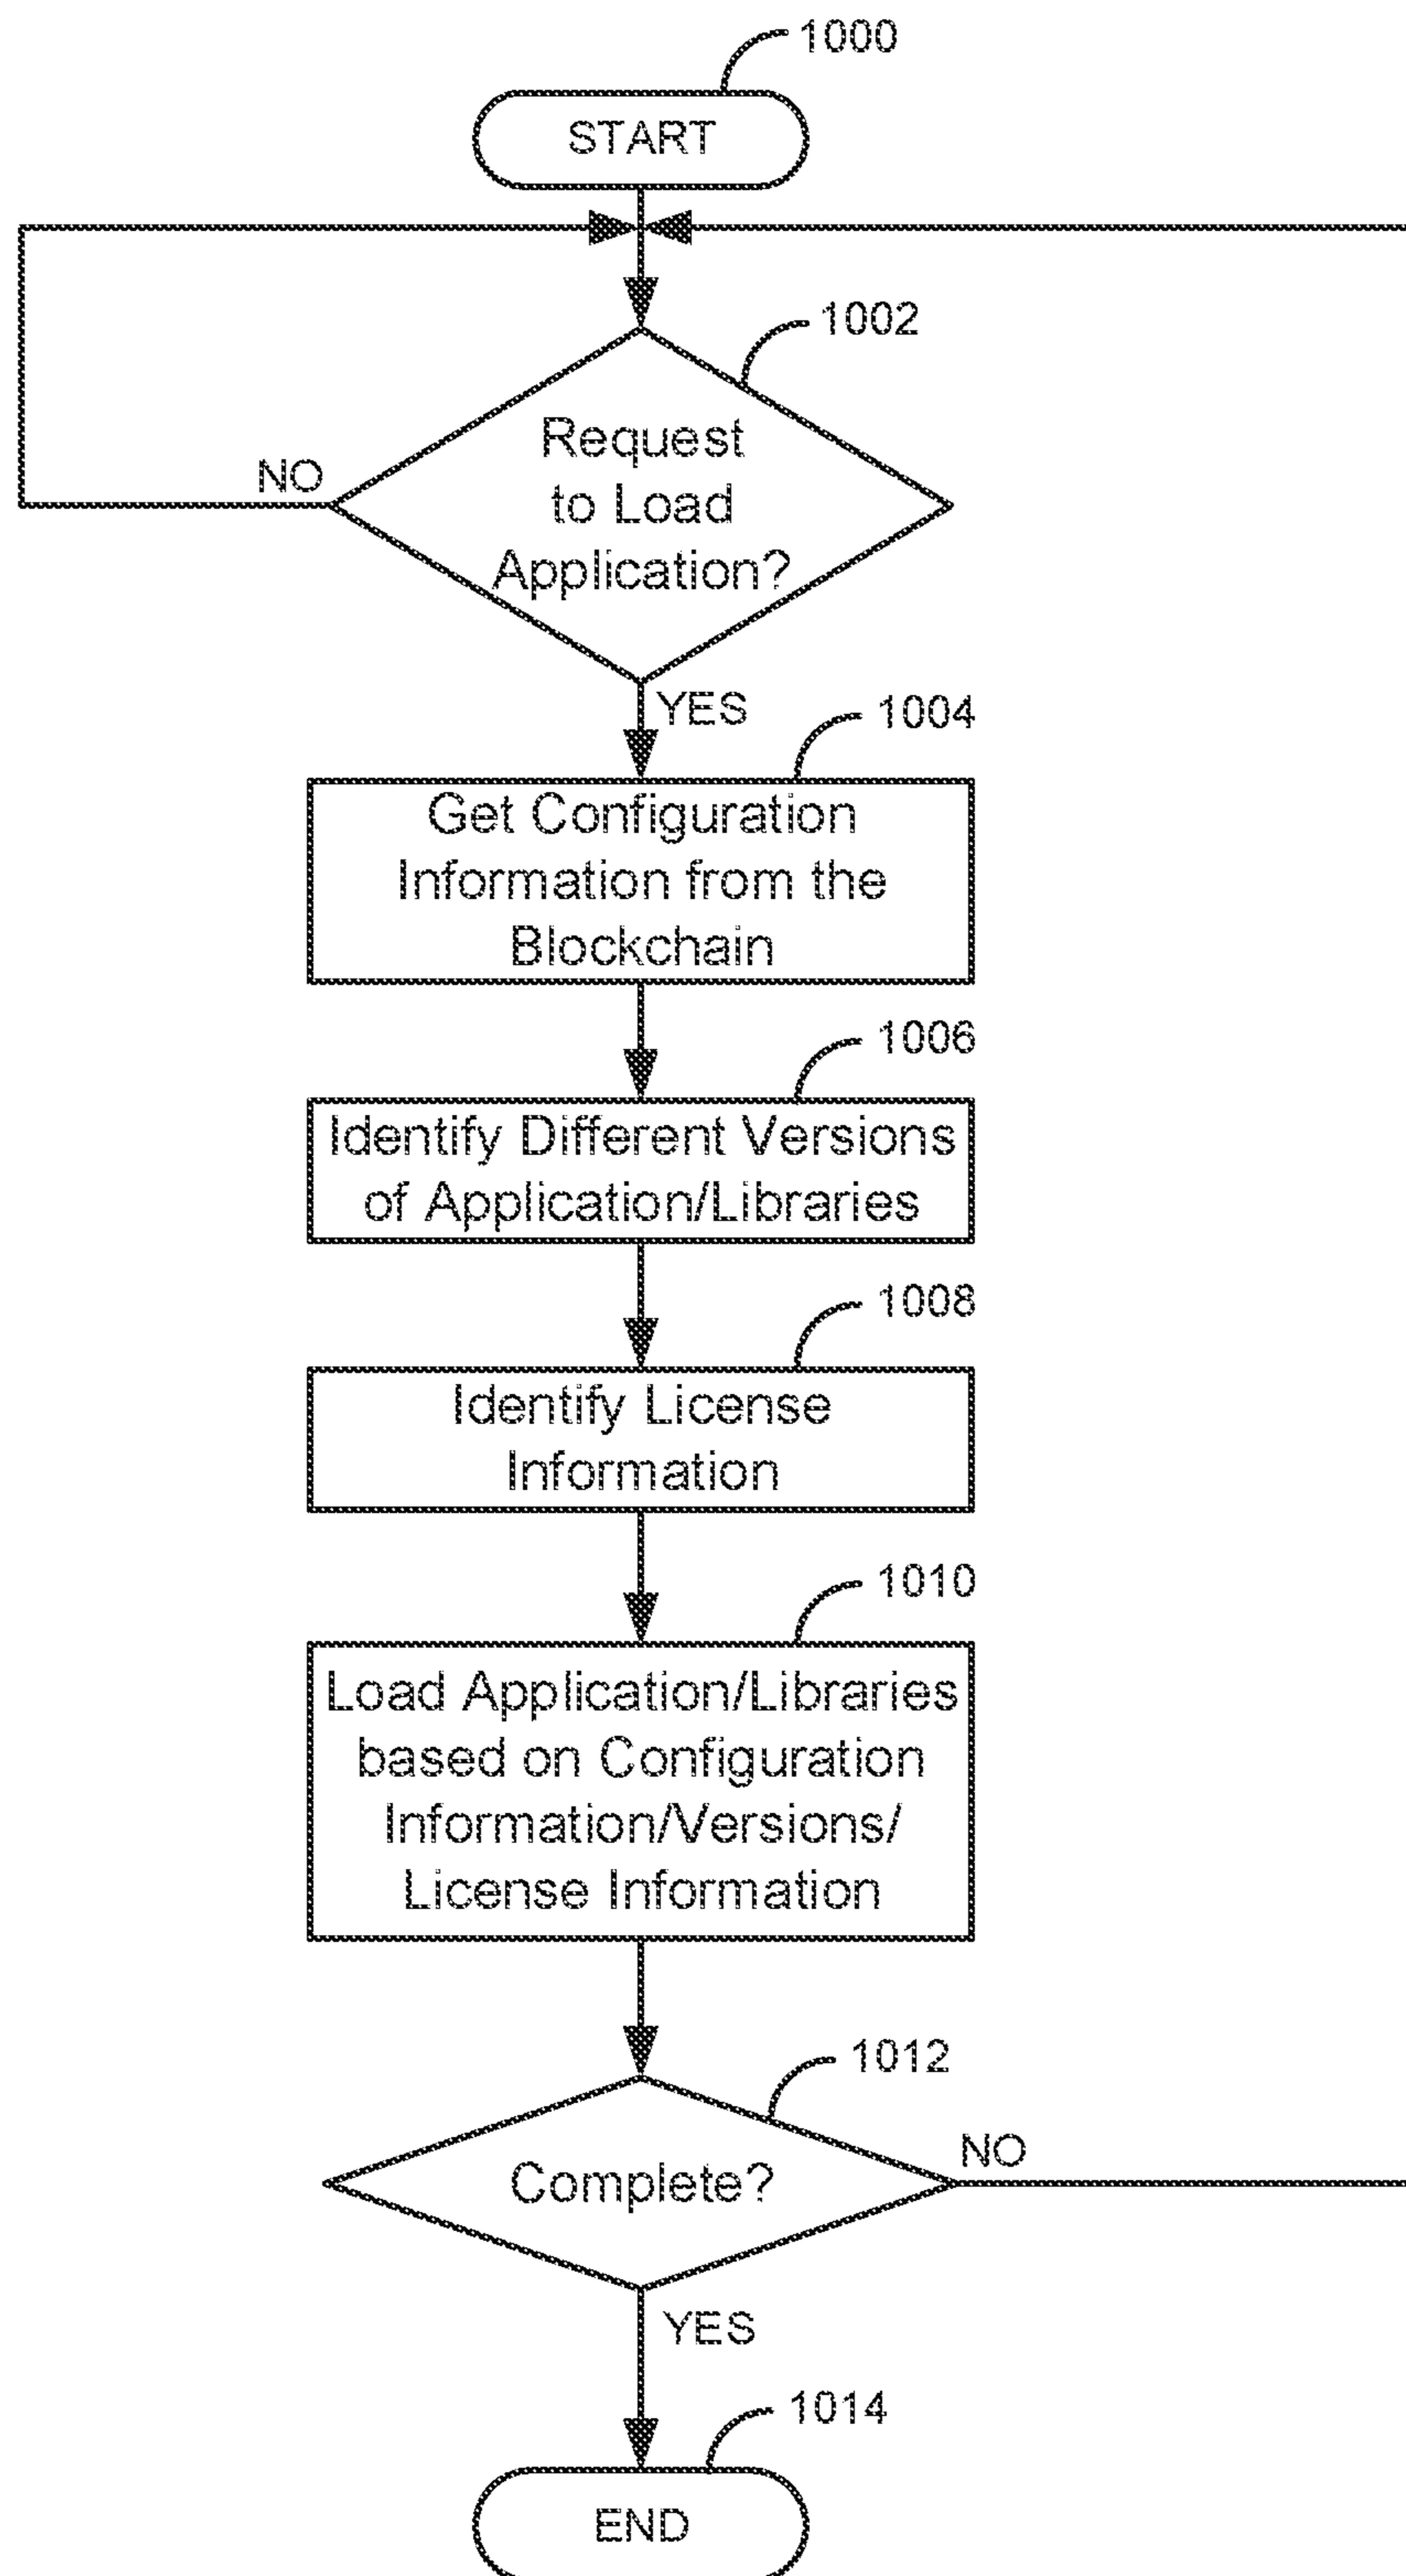 1000
START
1002
Request
to Load
Application?
NO
YES
1004
Get Configuration
Information from the
Blockchain
1006
Identify Different Versions
of Application/Libraries
1008
Identify License
Information
1010
Load Application/Libraries
based on Configuration
Information/Versions/
License Information
1012
Complete?
NO
YES
1014
END